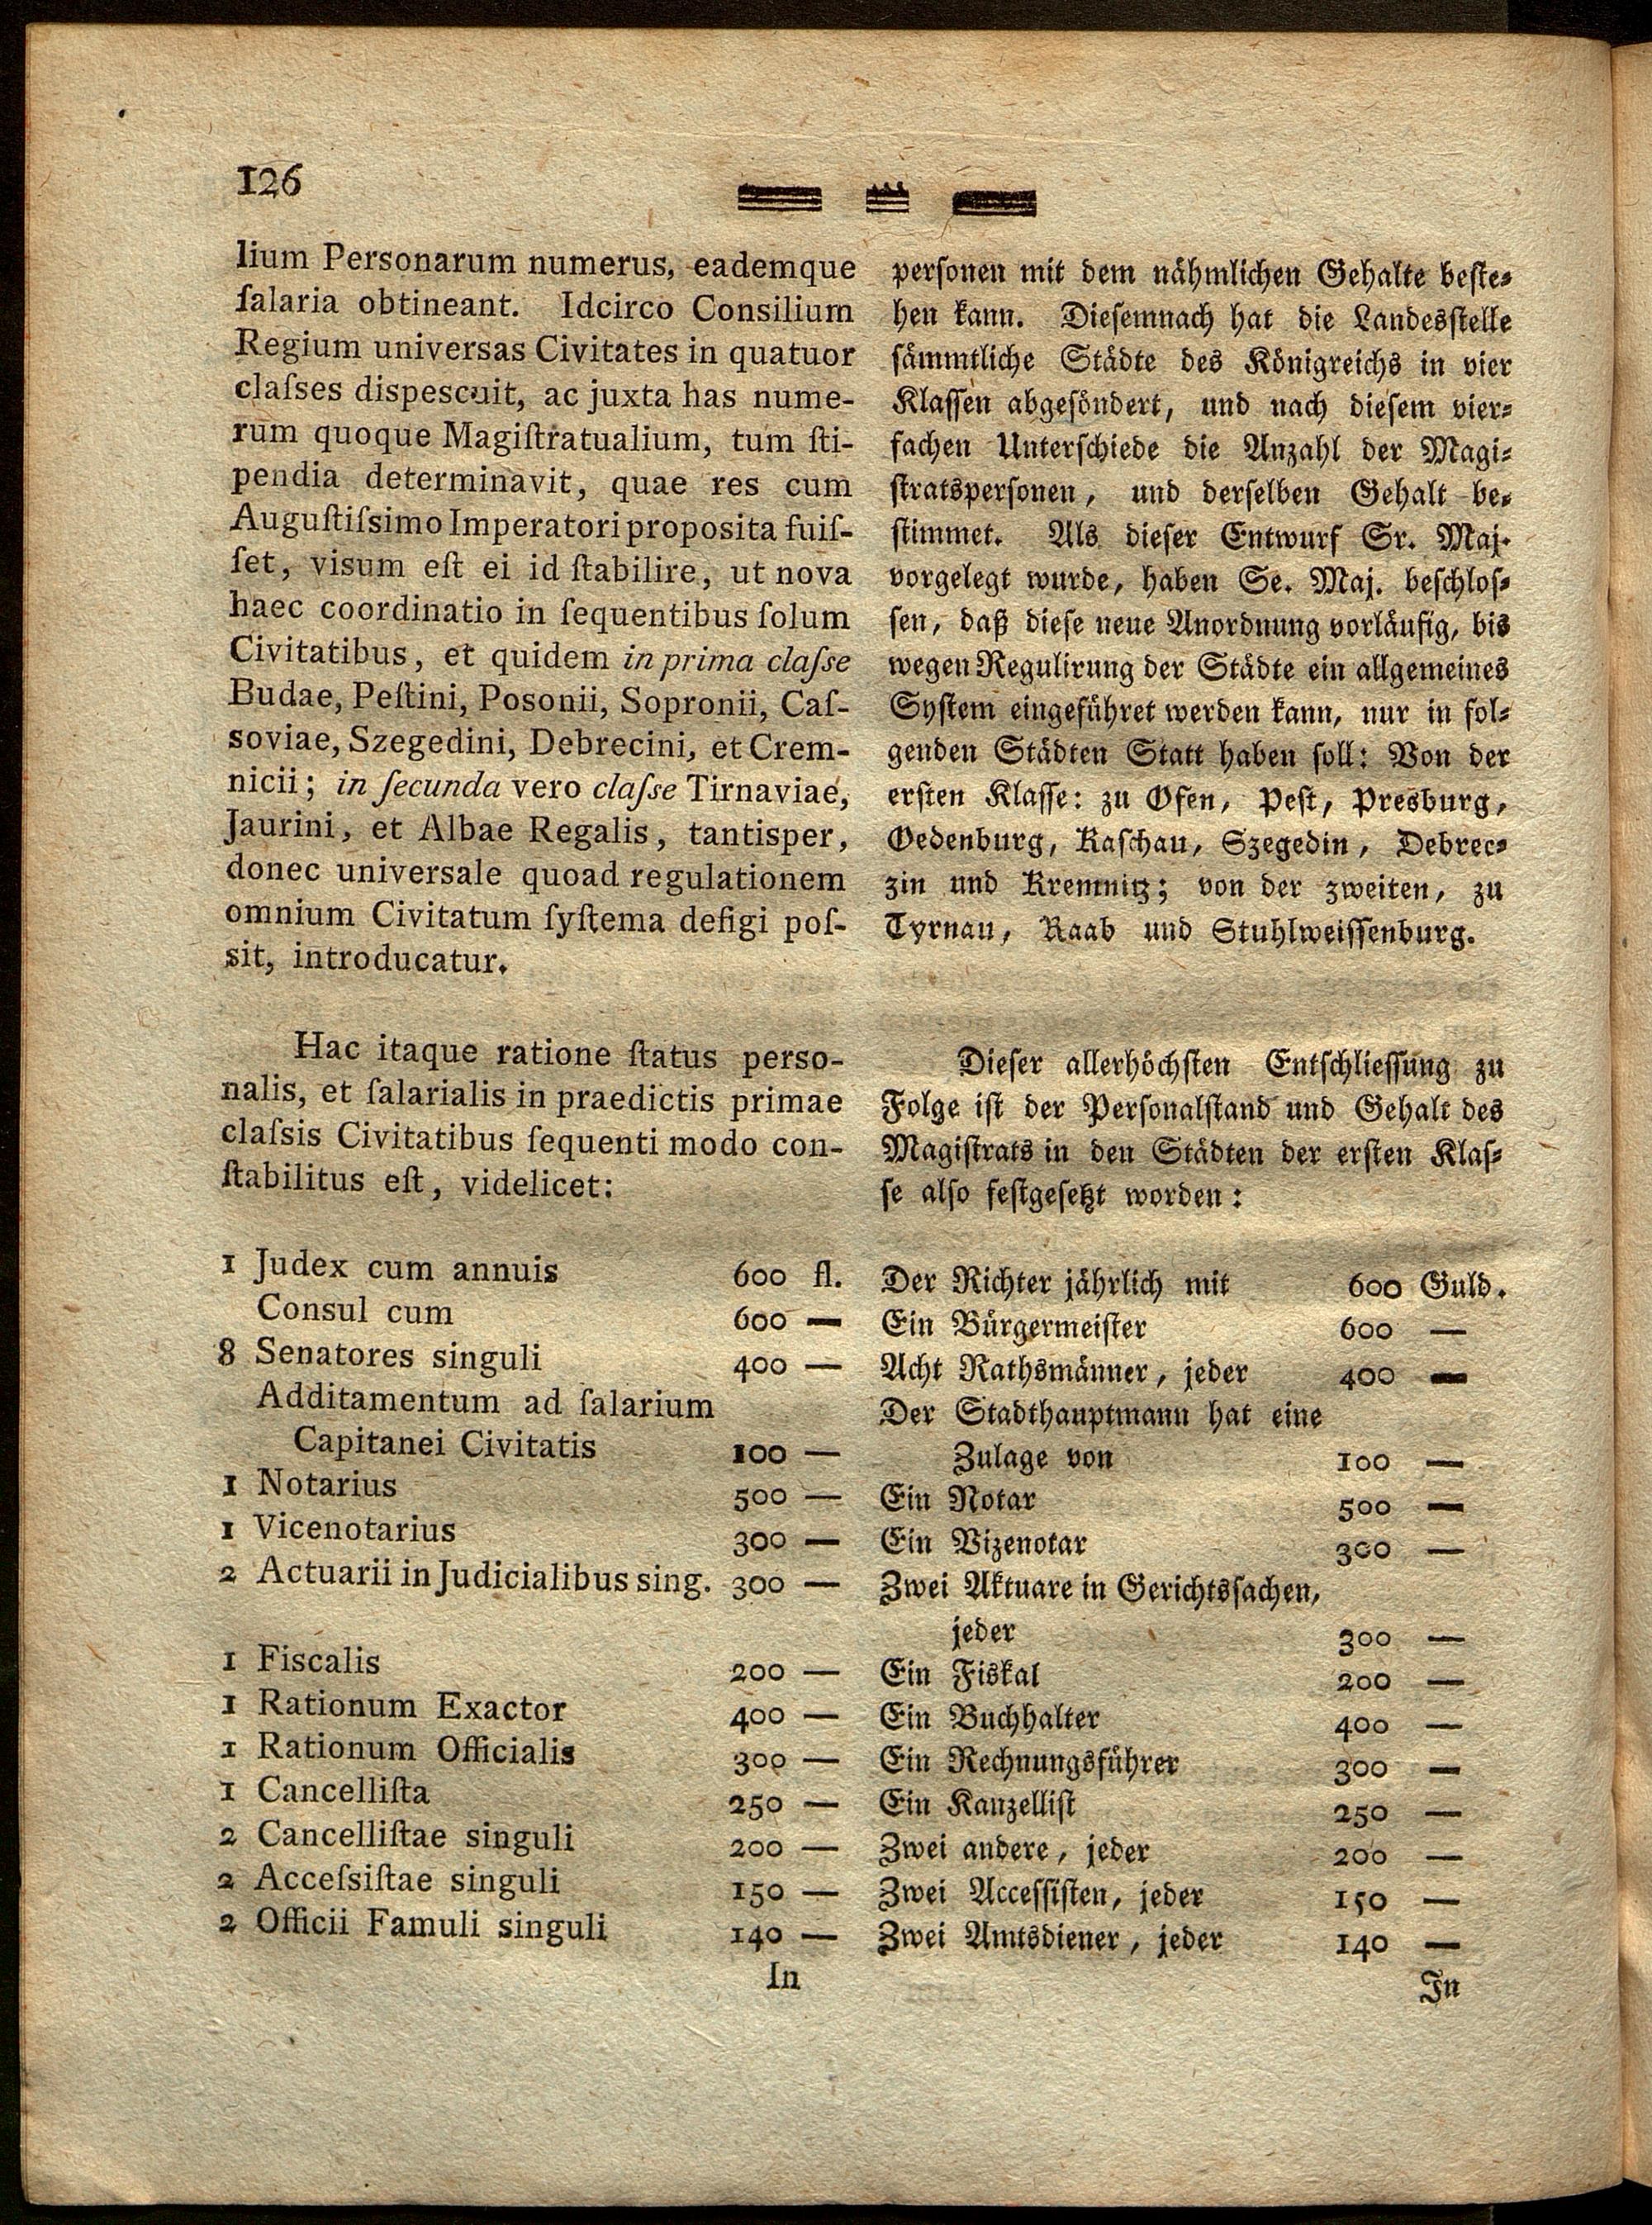 126
lium Personarum numerus, eademque
ſalaria obtineant. Idcirco Consilium
Regium universas Civitates in quatuor
claſses dispescuit, ac juxta has nume-
rum quoque Magiſtratualium, tum ſti-
pendia determinavit, quae res cum
Auguſtiſsimo Imperatori proposita fuiſ-
ſet, visum eſt ei id ſtabilire, ut nova
haec coordinatio in ſequentibus ſolum
Civitatibus, et quidem in prima claſse
Budae, Peſtini, Posonii, Sopronii, Caſ-
soviae, Szegedini, Debrecini, et Crem-
nicii; in ſecunda vero claſse Tirnaviae,
Jaurini, et Albae Regalis, tantisper,
donec universale quoad regulationem
omnium Civitatum ſyſtema defigi poſ-
sit, introducatur.
Hac itaque ratione ſtatus perso-
nalis, et ſalarialis in praedictis primae
claſsis Civitatibus ſequenti modo con-
ſtabilitus eſt, videlicet:
1 Judex cum annuis 600 fl.
Consul cum 600 —
8 Senatores singuli 400 —
Additamentum ad ſalarium
Capitanei Civitatis 100 —
1 Notarius 500 —
1 Vicenotarius 300 —
2 Actuarii in Judicialibus sing. 300 —
1 Fiscalis 200 —
1 Rationum Exactor 400 —
1 Rationum Officialis 300 —
1 Cancelliſta 250 —
2 Cancelliſtae singuli 200 —
2 Acceſsiſtae singuli 150 —
2 Officii Famuli singuli 140 —
In
personen mit dem nähmlichen Gehalte beste-
hen kann. Diesemnach hat die Landesstelle
sämmtliche Städte des Königreichs in vier
Klassen abgesöndert, und nach diesem vier-
fachen Unterschiede die Anzahl der Magi-
stratspersonen, und derselben Gehalt be-
stimmet. Als dieser Entwurf Sr. Maj.
vorgelegt wurde, haben Se. Maj. beschlos-
sen, daß diese neue Anordnung vorläufig, bis
wegen Regulirung der Städte ein allgemeines
System eingeführet werden kann, nur in fol-
genden Städten Statt haben soll: Von der
ersten Klasse: zu Ofen, Pest, Presburg,
Oedenburg, Kaschau, Szegedin, Debrec-
zin und Kremnitz; von der zweiten, zu
Tyrnau, Raab und Stuhlweissenburg.
Dieser allerhöchsten Entschliessung zu
Folge ist der Personalstand und Gehalt des
Magistrats in den Städten der ersten Klas-
se also festgesetzt worden:
Der Richter jährlich mit 600 Guld.
Ein Bürgermeister 600 —
Acht Rathsmänner, jeder 400 —
Der Stadthauptmann hat eine
Zulage von 100 —
Ein Notar 500 —
Ein Vizenotar 300 —
Zwei Aktuare in Gerichtssachen,
jeder 300 —
Ein Fiskal 200 —
Ein Buchhalter 400 —
Ein Rechnungsführer 300 —
Ein Kanzellist 250 —
Zwei andere, jeder 200 —
Zwei Accessisten, jeder 150 —
Zwei Amtsdiener, jeder 140 —
In